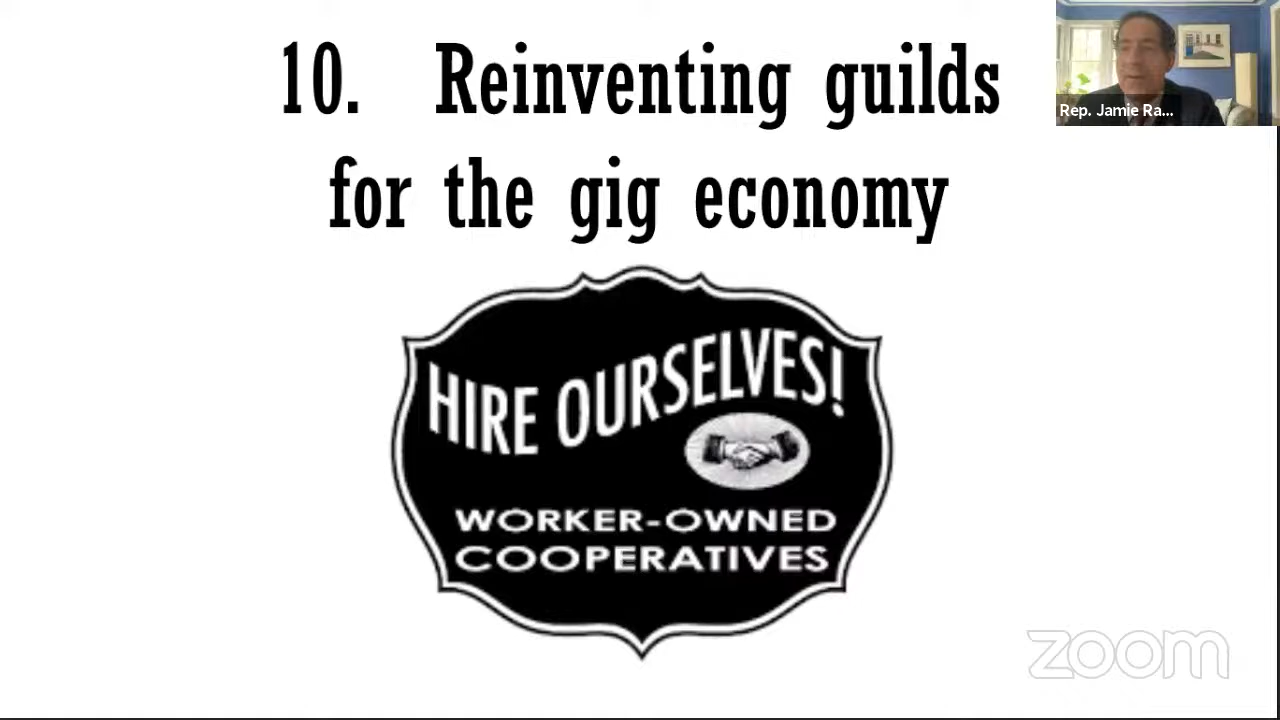 10. Reinventing guilds
for the gig economy
Rep. Jamie Ra...
HIRE OURSELVES!
WORKER-OWNED
COOPERATIVES
zoom